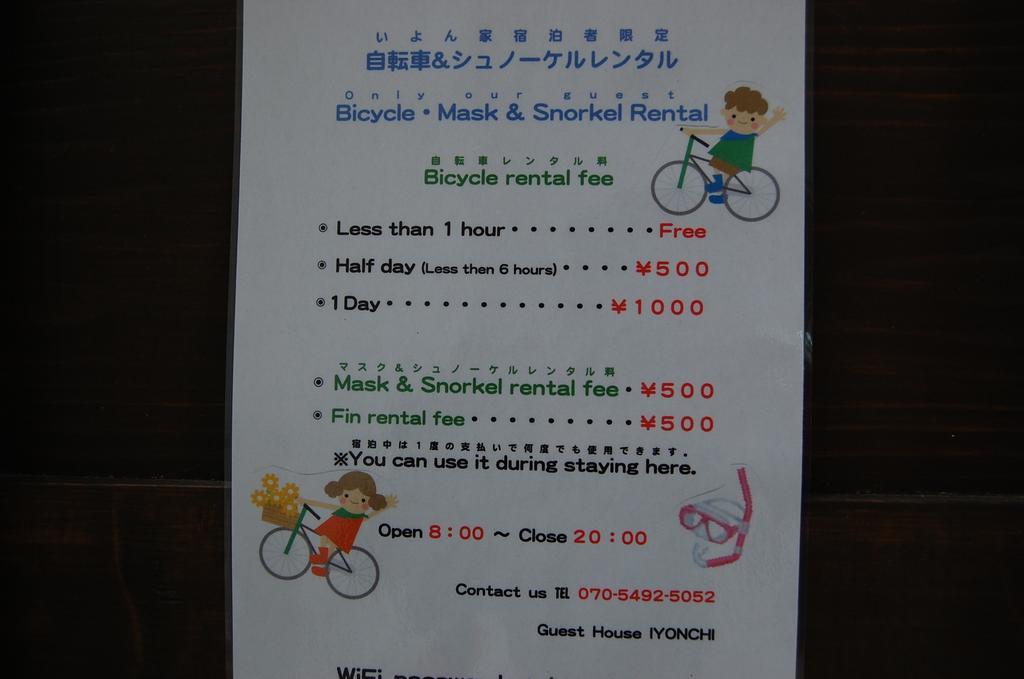 いよん家宿泊者限定
自転車&シュノーケルレンタル
Only our guest
Bicycle・Mask & Snorkel Rental
自転車レンタル料
Bicycle rental fee
◉ Less than 1 hour・・・・・・・・Free
◉ Half day (Less then 6 hours)・・・・¥500
◉ 1Day・・・・・・・・・・・・¥1000
マスク&シュノーケルレンタル料
◉ Mask & Snorkel rental fee・¥500
◉ Fin rental fee・・・・・・・・・¥500
宿泊中は1度の支払いで何度でも使用できます。
※You can use it during staying here.
Open 8:00 ～ Close 20:00
Contact us ℡ 070-5492-5052
Guest House IYONCHI
WiFi